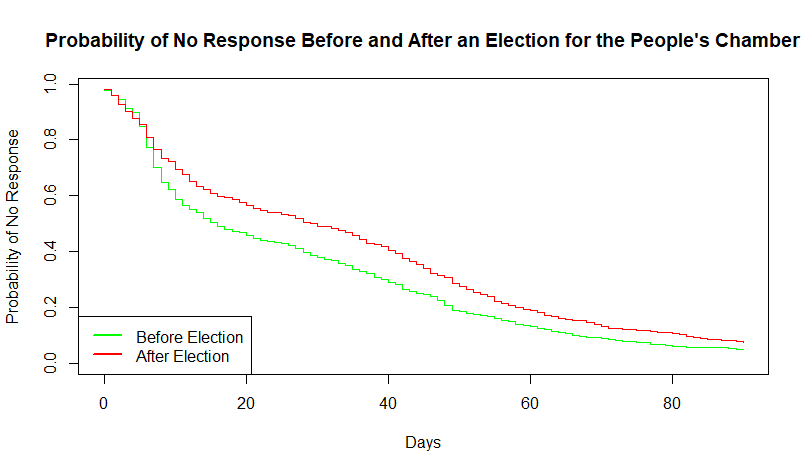 Probability of No Response Before and After an Election for the People's Chamber
Probability of No Response
1.0
0.8
0.6
0.4
0.2
0.0
Before Election
After Election
0 20 40 60 80
Days